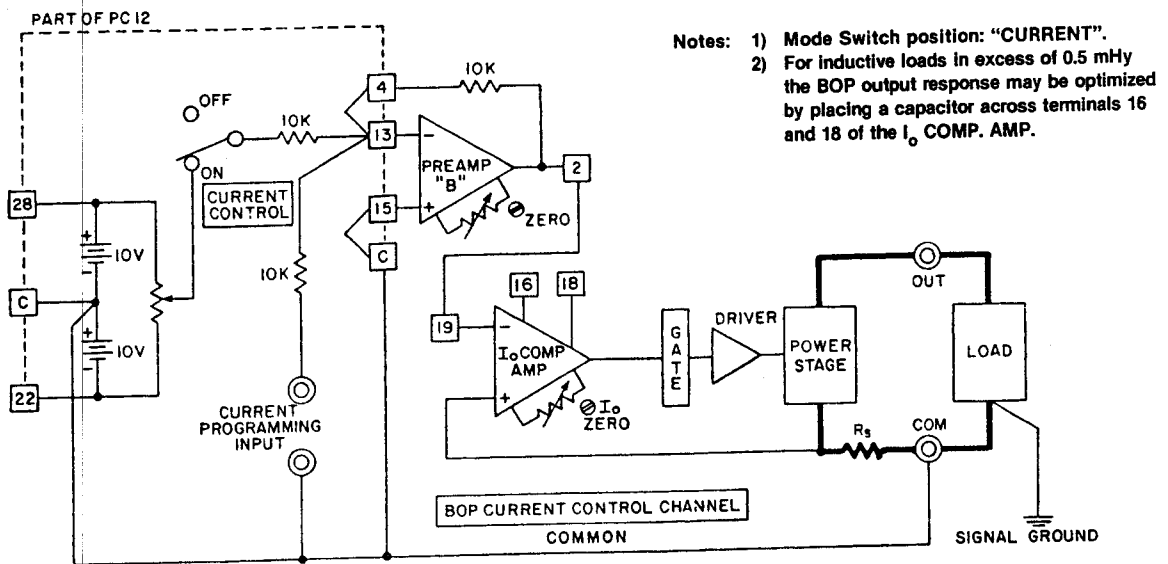 PART OF PC 12
Notes: 1) Mode Switch position: "CURRENT".
2) For inductive loads in excess of 0.5 mHy
the BOP output response may be optimized
by placing a capacitor across terminals 16
and 18 of the Io COMP. AMP.
4
10K
OFF
10K
13
ON
PREAMP
"B"
2
CURRENT
CONTROL
28
15
ZERO
+
-
10V
10K
C
C
16
18
OUT
19
DRIVER
GATE
POWER
STAGE
LOAD
+
-
10V
Io COMP
AMP
22
Io
ZERO
CURRENT
PROGRAMMING
INPUT
Rs
COM
BOP CURRENT CONTROL CHANNEL
COMMON
SIGNAL GROUND
-
+
-
+